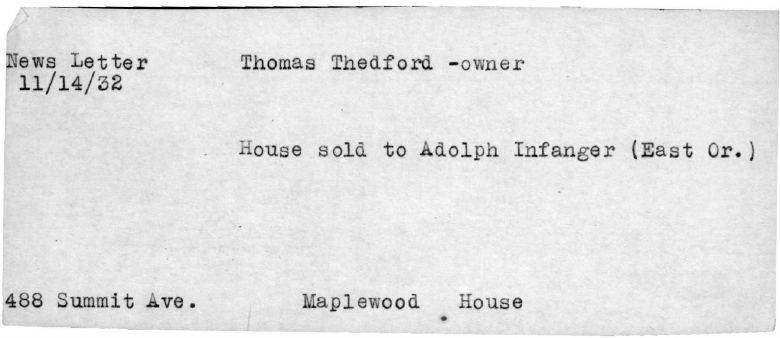 News Letter Thomas Thedford -owner
11/14/32
House sold to Adolph Infanger (East Or.)
488 Summit Ave. Maplewood House